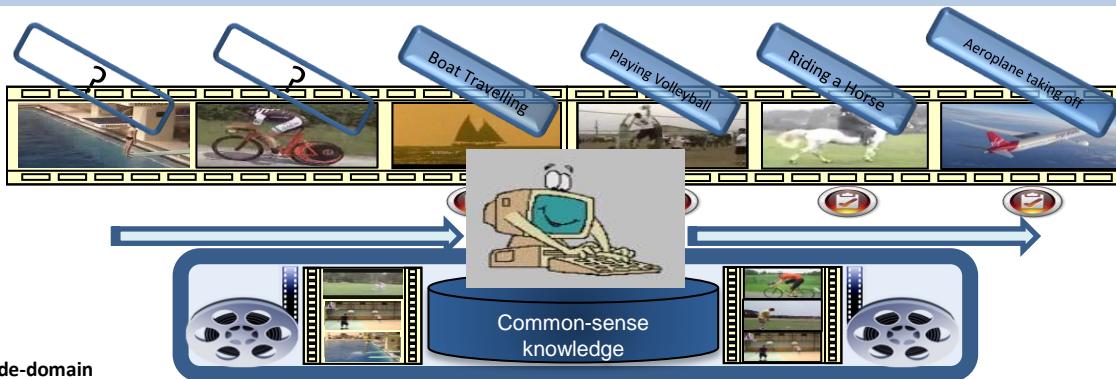 ?
?
Boat Travelling
Playing Volleyball
Riding a Horse
Aeroplane taking off
Common-sense
knowledge
de-domain